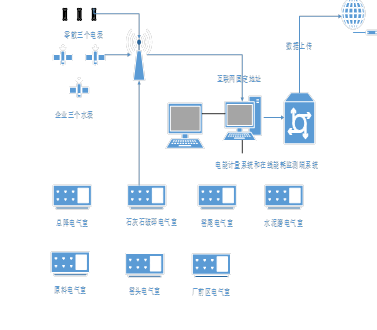 三个电表
数据上传
互联网固定地址
企业三个水表
电能计量系统和在线能耗监测端系统
总降电气室
石灰石破碎电气室
窑尾电气室
水泥磨电气室
原料电气室
窑头电气室
厂前区电气室